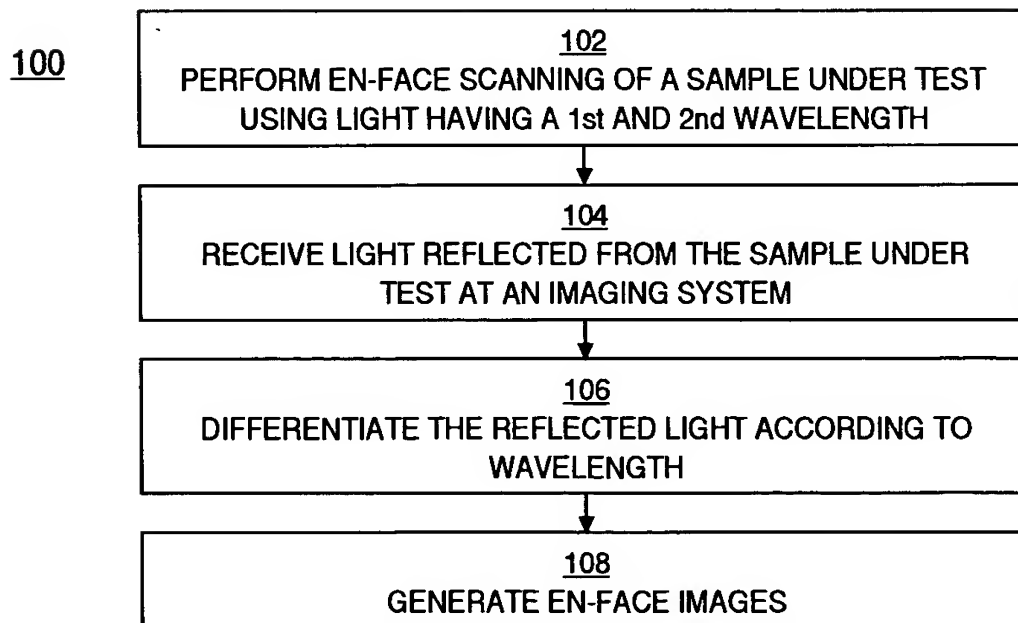 100
102
PERFORM EN-FACE SCANNING OF A SAMPLE UNDER TEST
USING LIGHT HAVING A 1st AND 2nd WAVELENGTH
104
RECEIVE LIGHT REFLECTED FROM THE SAMPLE UNDER
TEST AT AN IMAGING SYSTEM
106
DIFFERENTIATE THE REFLECTED LIGHT ACCORDING TO
WAVELENGTH
108
GENERATE EN-FACE IMAGES